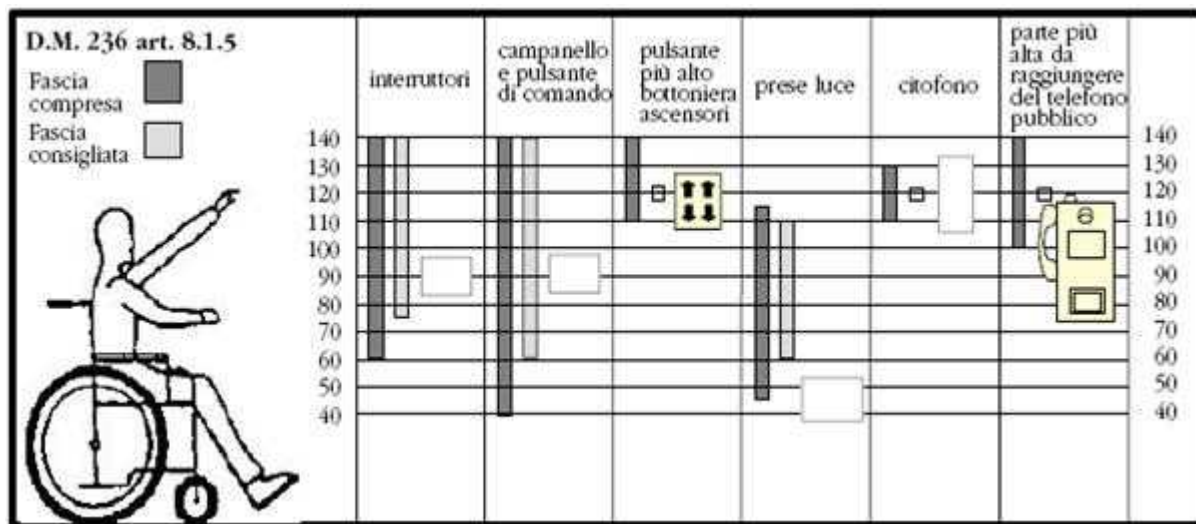 D.M. 236 art. 8.1.5
Fascia
compresa
Fascia
consigliata
interruttori
campanello
e pulsante
di comando
pulsante
più alto
bottoniera
ascensori
prese luce
citofono
parte più
alta da
raggiungere
del telefono
pubblico
140
130
120
110
100
90
80
70
60
50
40
140
130
120
110
100
90
80
70
60
50
40